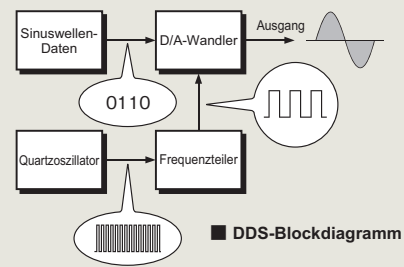 Sinuswellen-
Daten
D/A-Wandler
Ausgang
0110
Quartzoszillator
Frequenzteiler
■ DDS-Blockdiagramm